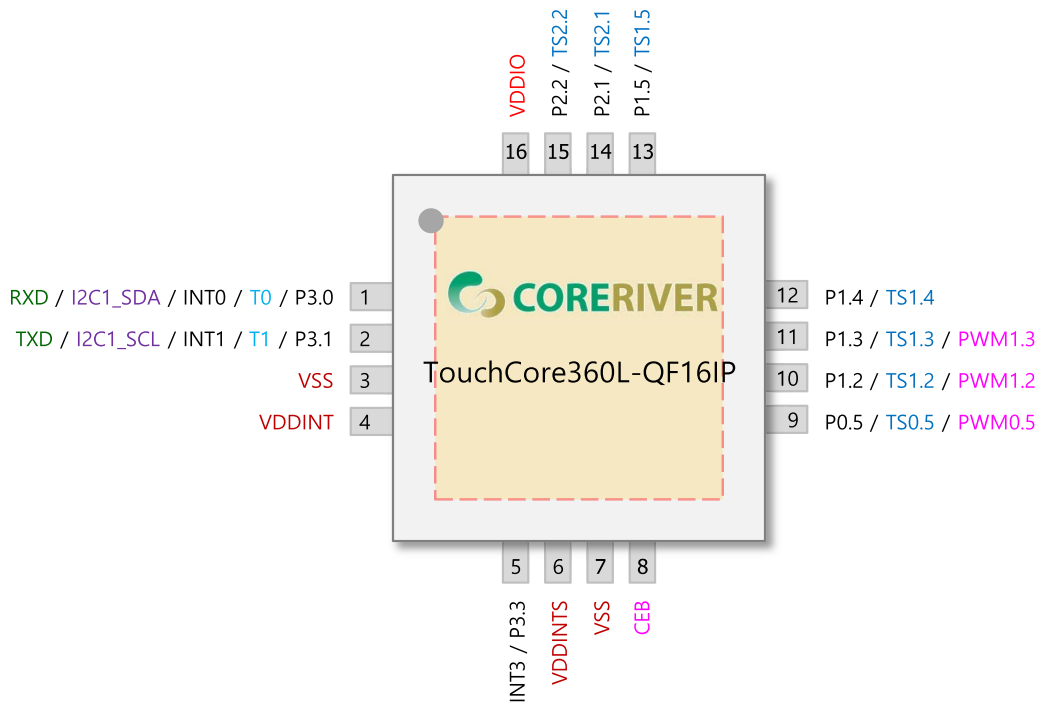 VDDIO
P2.2 / TS2.2
P2.1 / TS2.1
P1.5 / TS1.5
16 15 14 13
RXD / I2C1_SDA / INT0 / T0 / P3.0 1
TXD / I2C1_SCL / INT1 / T1 / P3.1 2
VSS 3
VDDINT 4
CORERIVER
TouchCore360L-QF16IP
12 P1.4 / TS1.4
11 P1.3 / TS1.3 / PWM1.3
10 P1.2 / TS1.2 / PWM1.2
9 P0.5 / TS0.5 / PWM0.5
5 6 7 8
INT3 / P3.3
VDDINTS
VSS
CEB